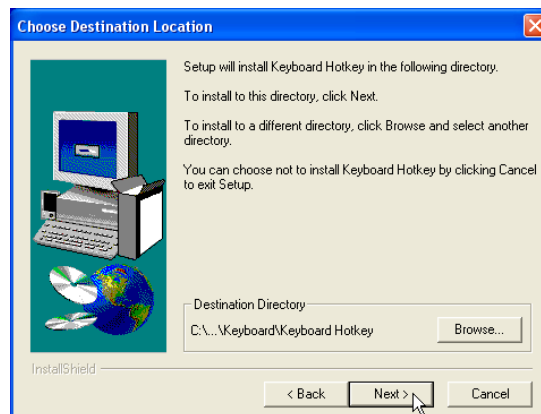 Choose Destination Location
Setup will install Keyboard Hotkey in the following directory.
To install to this directory, click Next.
To install to a different directory, click Browse and select another
directory.
You can choose not to install Keyboard Hotkey by clicking Cancel
to exit Setup.
Destination Directory
C:\...\Keyboard\Keyboard Hotkey
Browse...
InstallShield
< Back
Next >
Cancel